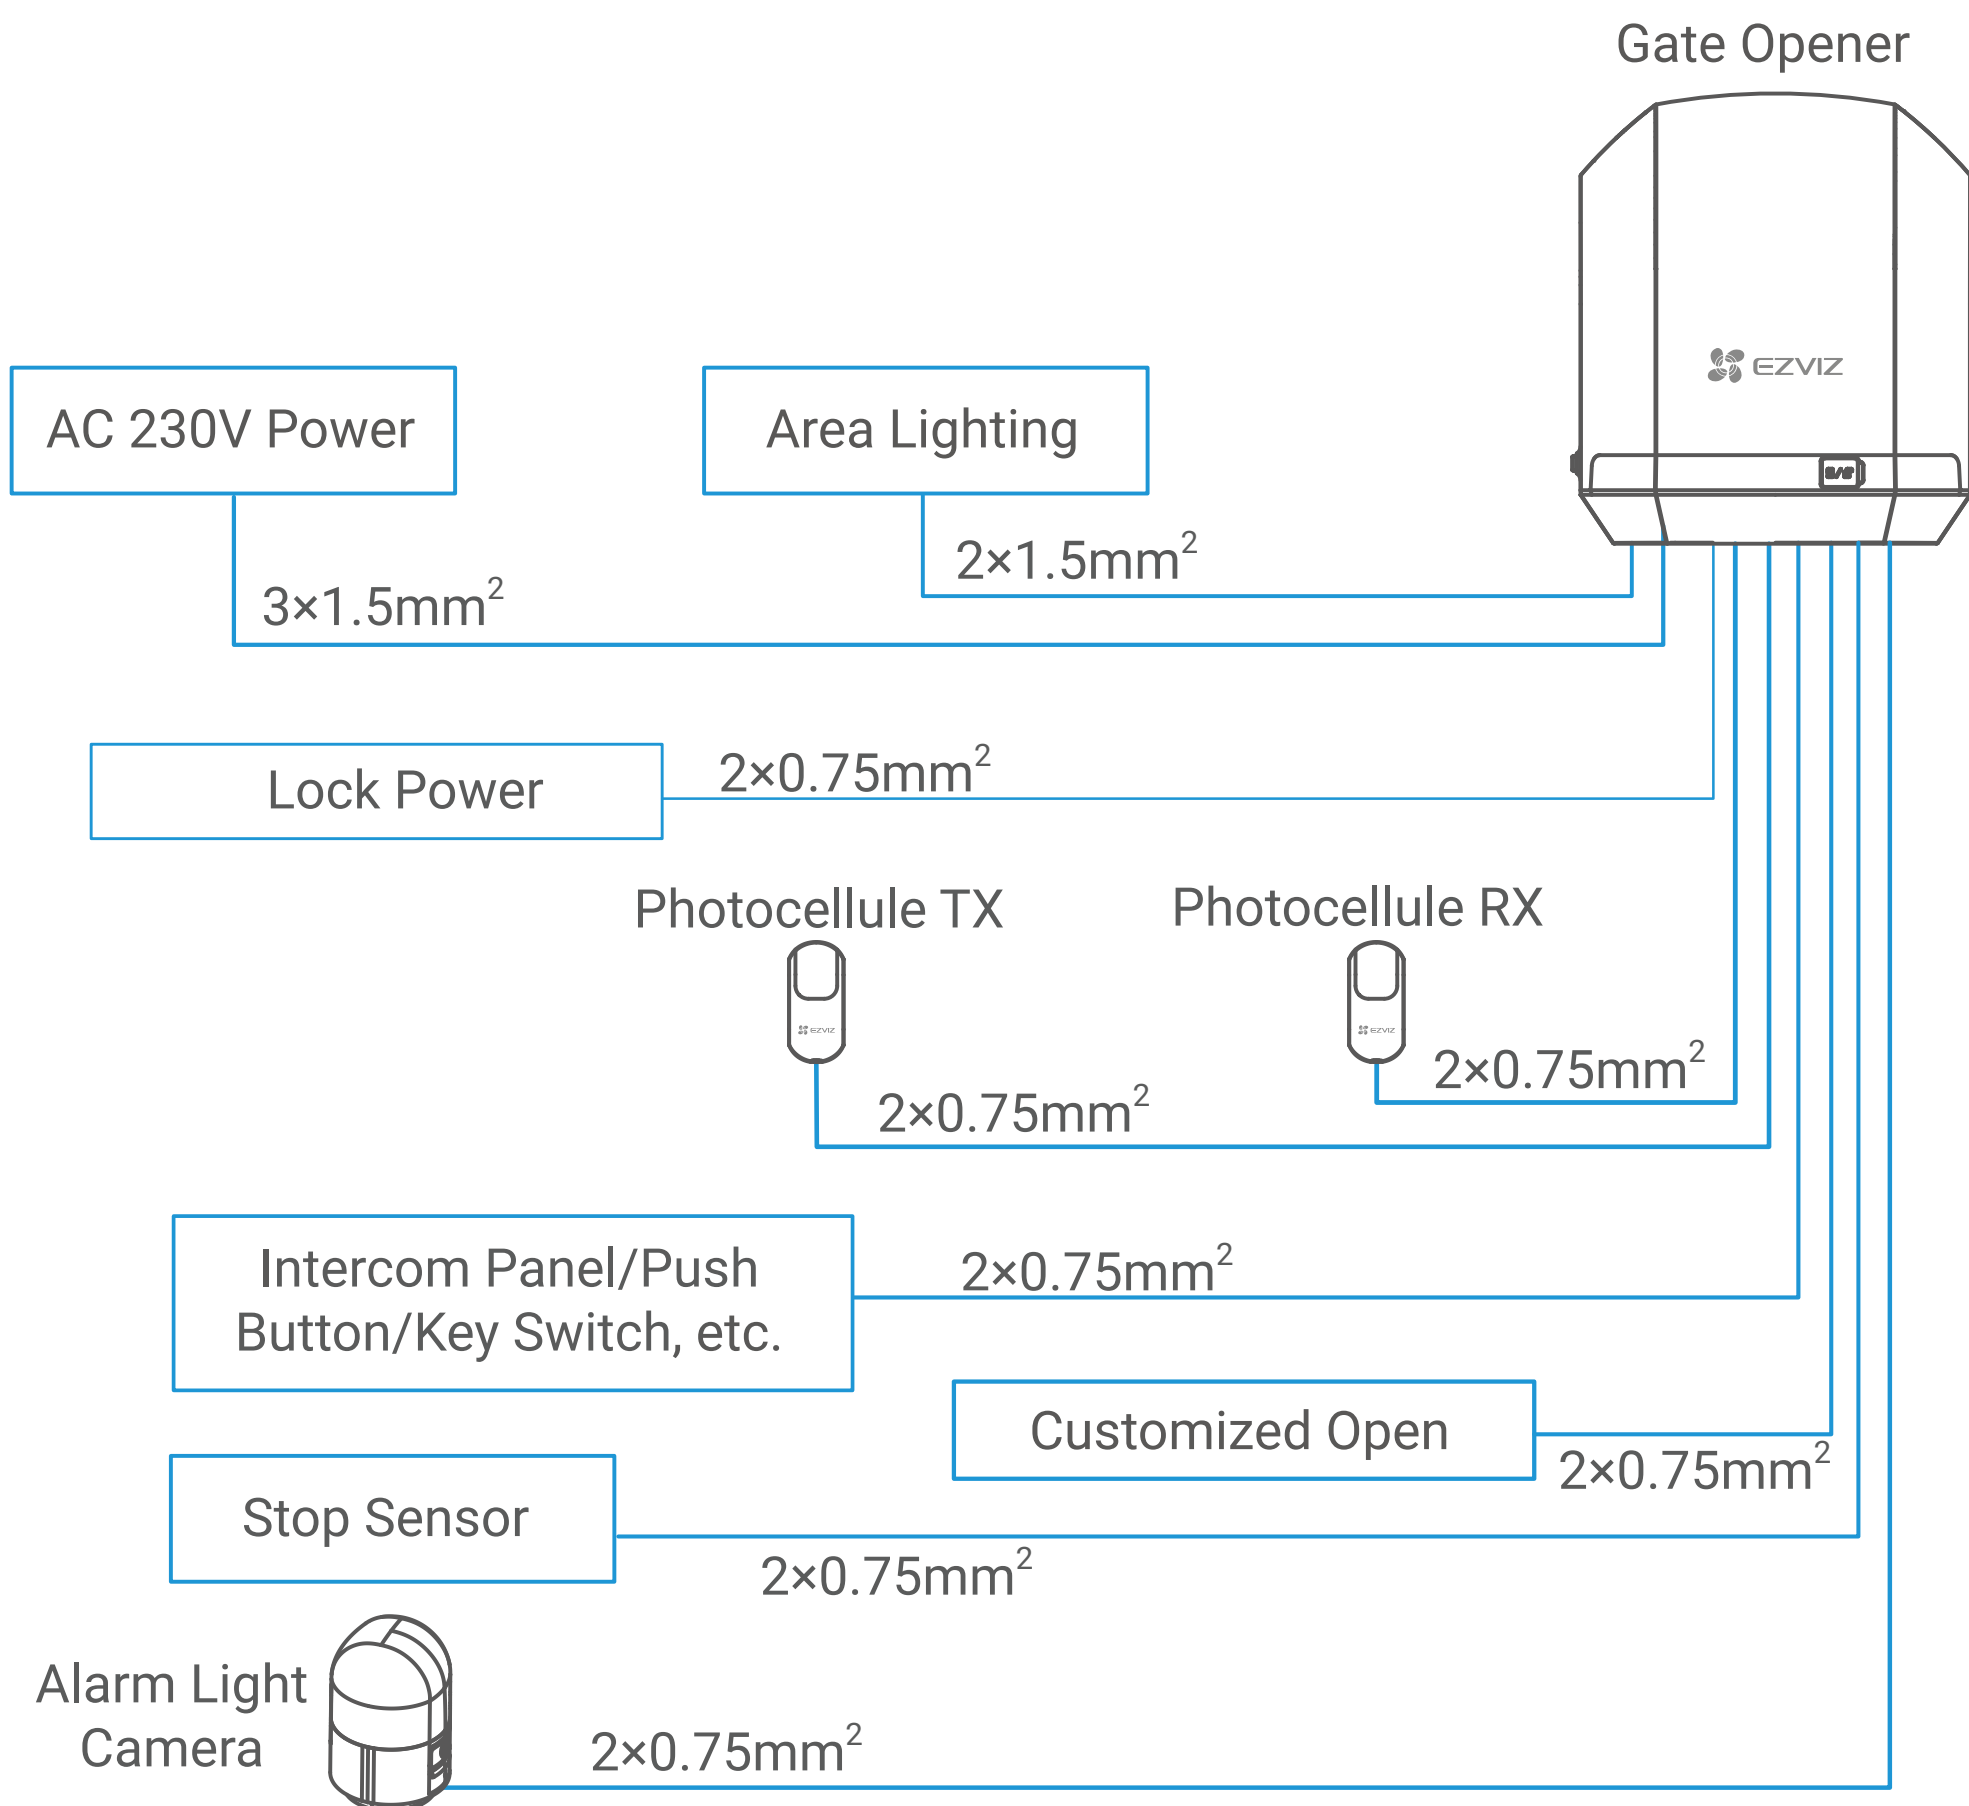 Gate Opener
EZVIZ
AC 230V Power
Area Lighting
2×1.5mm²
3×1.5mm²
Lock Power
2×0.75mm²
Photocellule TX
Photocellule RX
EZVIZ
EZVIZ
2×0.75mm²
2×0.75mm²
Intercom Panel/Push
Button/Key Switch, etc.
2×0.75mm²
Customized Open
2×0.75mm²
Stop Sensor
2×0.75mm²
Alarm Light
Camera
2×0.75mm²